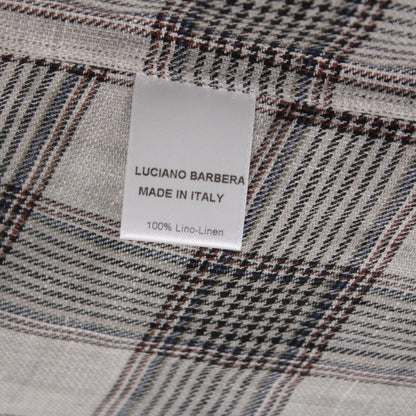 LUCIANO BARBERA
MADE IN ITALY
100% Lino-Linen